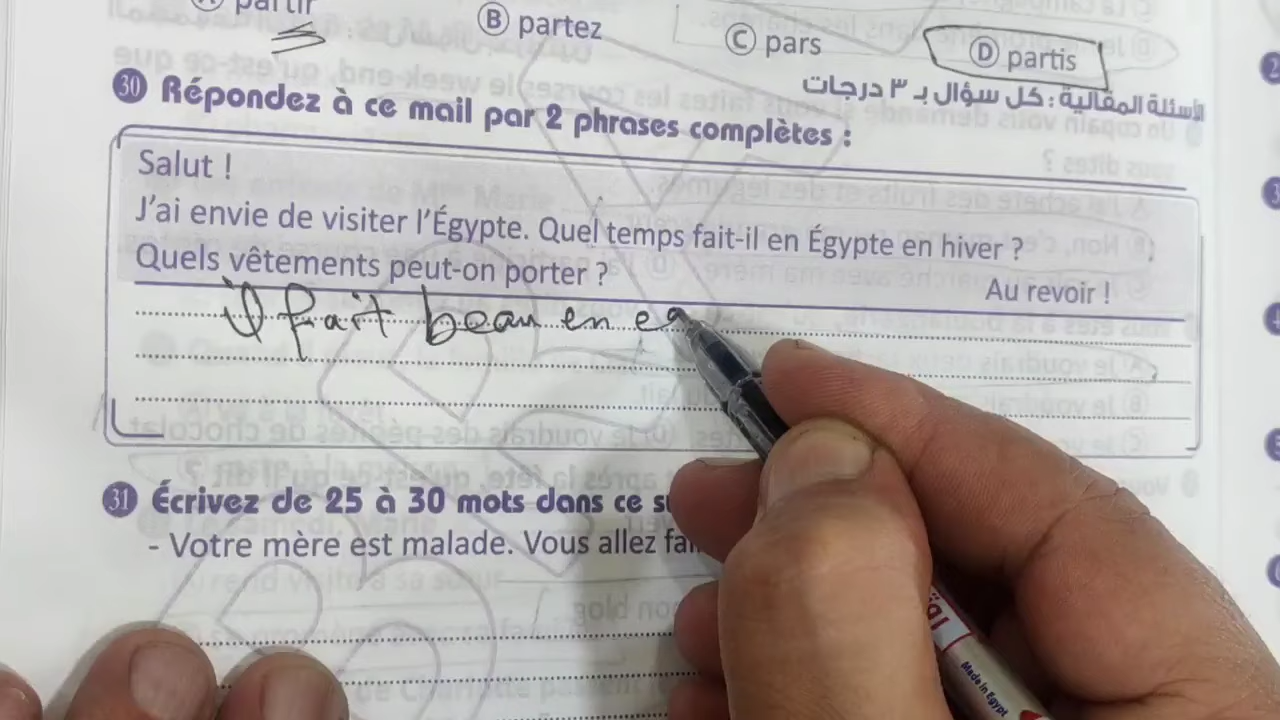 partir
Ⓑ partez
Ⓒ pars
Ⓓ partis
الأسئلة المقالية : كل سؤال بـ ٣ درجات
30 Répondez à ce mail par 2 phrases complètes :
Salut !
J'ai envie de visiter l'Égypte. Quel temps fait-il en Égypte en hiver ?
Quels vêtements peut-on porter ?
Au revoir !
il fait beau en
31 Écrivez de 25 à 30 mots dans ce
- Votre mère est malade. Vous allez
Made in Egypt